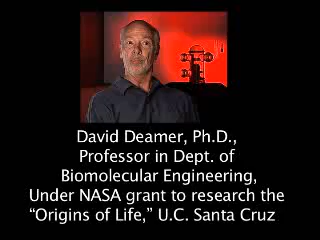 David Deamer, Ph.D.,
Professor in Dept. of
Biomolecular Engineering,
Under NASA grant to research the
“Origins of Life,” U.C. Santa Cruz